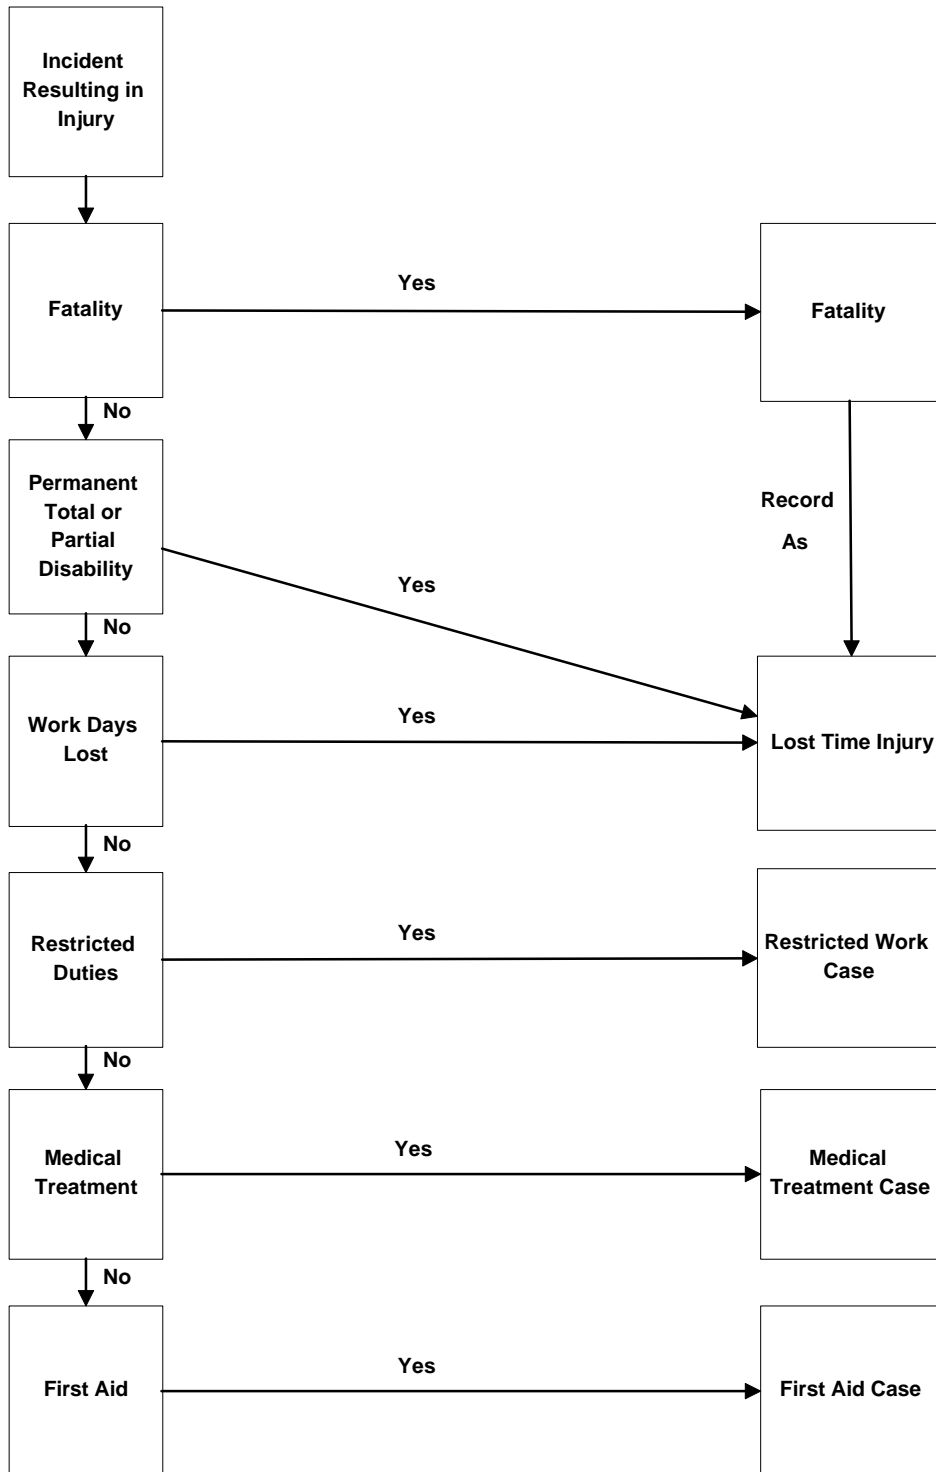 Incident
Resulting in
Injury
Yes
Fatality
Fatality
No
Permanent
Total or
Partial
Disability
Record
As
Yes
No
Work Days
Lost
Yes
Lost Time Injury
No
Restricted
Duties
Yes
Restricted Work
Case
No
Medical
Treatment
Yes
Medical
Treatment Case
No
First Aid
Yes
First Aid Case